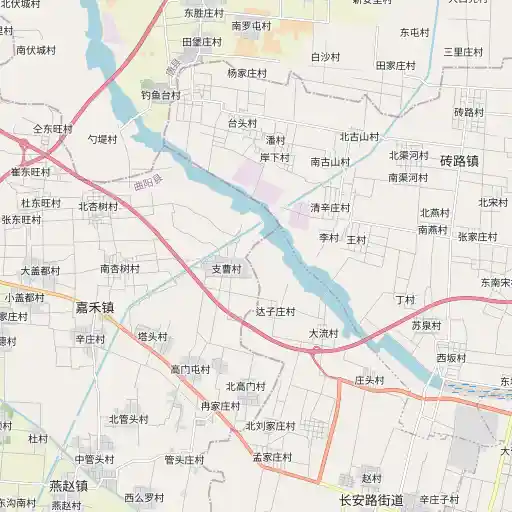 北伏城村
东胜庄村
南罗屯村
东屯村
田堡庄村
三里庄村
南伏城村
白沙村
田家庄村
唐县
杨家庄村
钓鱼台村
砖路村
台头村
仝东旺村
北古山村
勺堤村
潘村
岸下村
北渠河村
南古山村
砖路镇
崔东旺村
南渠河村
曲阳县
杜东旺村
北杏树村
清辛庄村
北宋村
北燕村
张东旺村
南燕村
李村
王村
张家庄村
大盖都村
南杏树村
支曹村
东南宋村
小盖都村
丁村
嘉禾镇
达子庄村
苏泉村
辛庄村
塔头村
大流村
西坂村
高门屯村
庄头村
北高门村
冉家庄村
北管头村
北刘家庄村
杜村
中管头村
管头庄村
孟家庄村
赵村
燕赵镇
西么罗村
长安路街道
辛庄子村
东沟南村
燕赵村